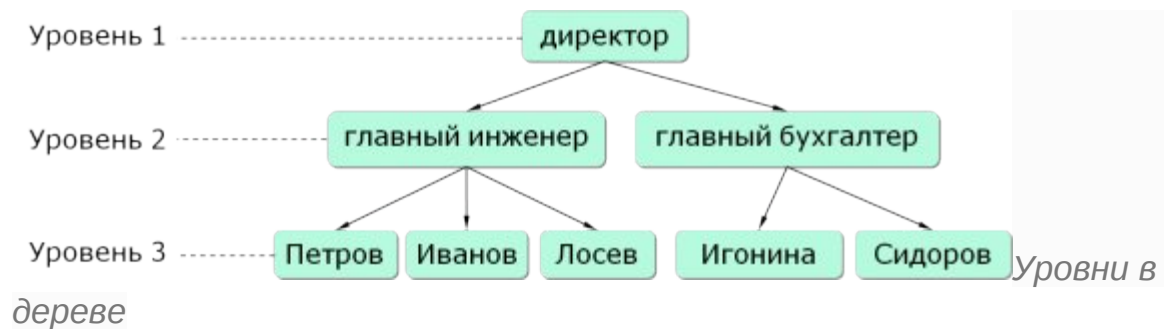 Уровень 1 директор
Уровень 2 главный инженер главный бухгалтер
Уровень 3 Петров Иванов Лосев Игонина Сидоров Уровни в
дереве